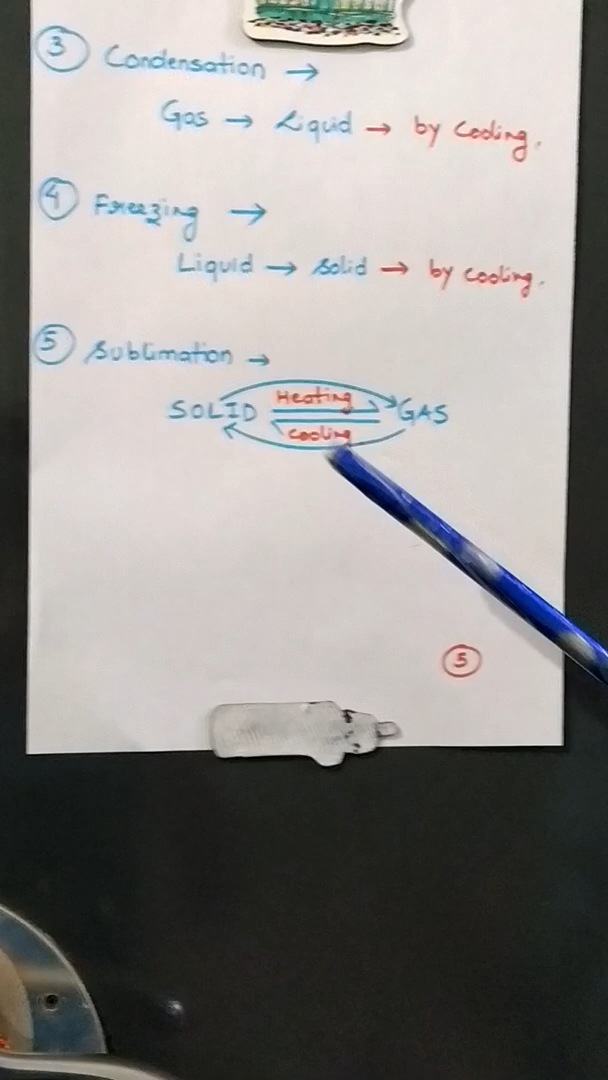 ③ Condensation →
Gas → Liquid → by Cooling.
④ Freezing →
Liquid → Solid → by cooling.
⑤ Sublimation →
Heating
SOLID ⇌ GAS
cooling
⑤